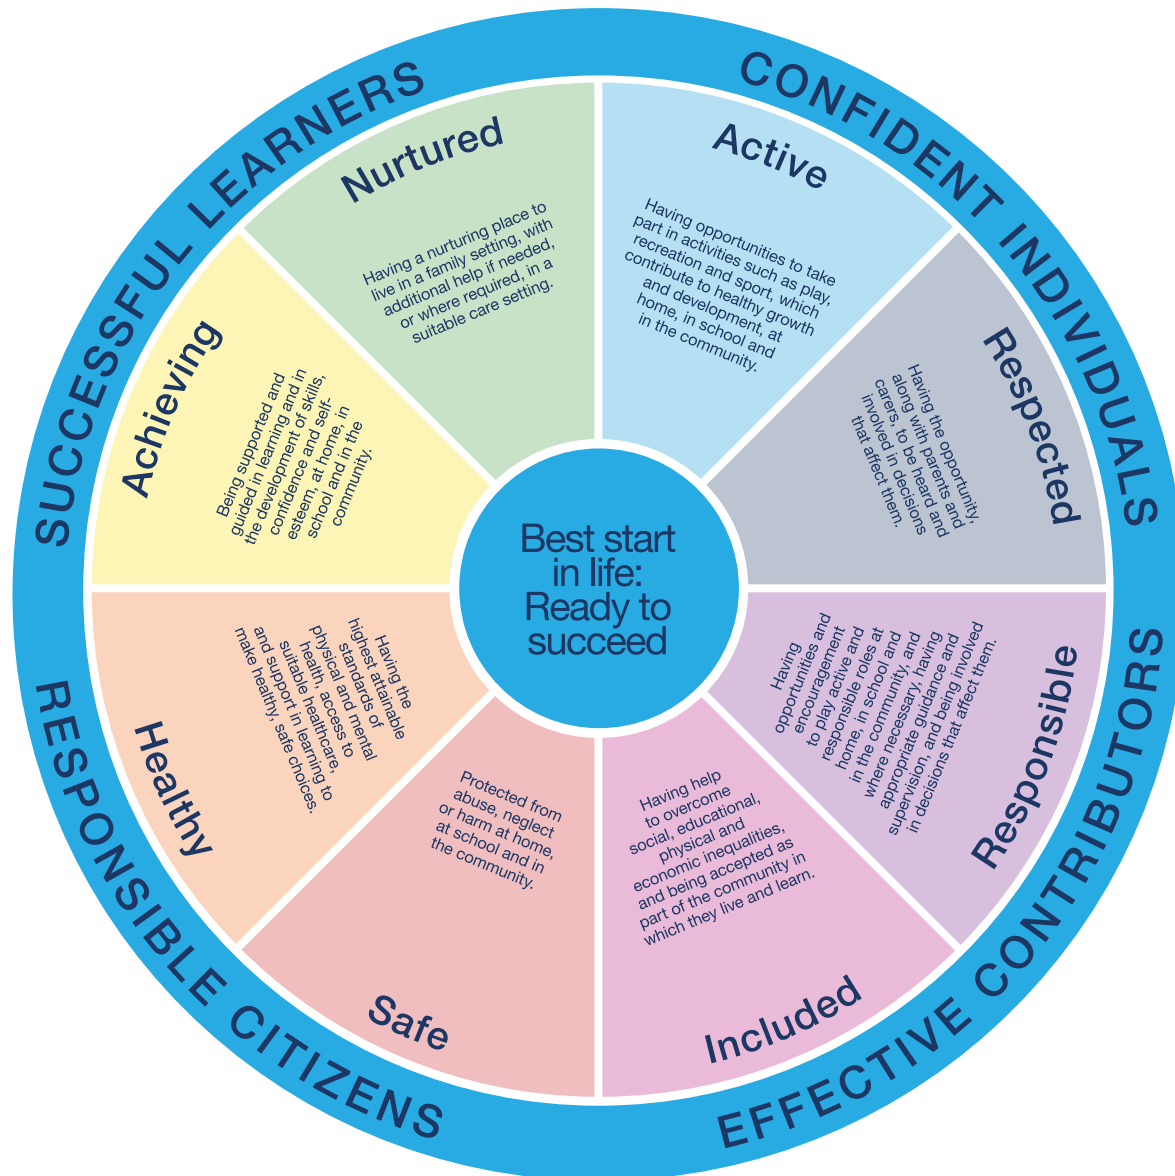 SUCCESSFUL LEARNERS
CONFIDENT INDIVIDUALS
EFFECTIVE CONTRIBUTORS
RESPONSIBLE CITIZENS
Best start
in life:
Ready to
succeed
Nurtured
Having a nurturing place to
live in a family setting, with
additional help if needed,
or where required, in a
suitable care setting.
Active
Having opportunities to take
part in activities such as play,
recreation and sport, which
contribute to healthy growth
and development, at
home, in school and
in the community.
Respected
Having the opportunity,
along with parents and
carers, to be heard and
involved in decisions
that affect them.
Responsible
Having
opportunities and
encouragement
to play active and
responsible roles at
home, in school and
in the community, and
where necessary, having
appropriate guidance and
supervision, and being involved
in decisions that affect them.
Included
Having help
to overcome
social, educational,
physical and
economic inequalities,
and being accepted as
part of the community in
which they live and learn.
Safe
Protected from
abuse, neglect
or harm at home,
at school and in
the community.
Healthy
Having the
highest attainable
standards of
physical and mental
health, access to
suitable healthcare,
and support in learning to
make healthy, safe choices.
Achieving
Being supported and
guided in learning and in
the development of skills,
confidence and self-
esteem, at home, in
school and in the
community.